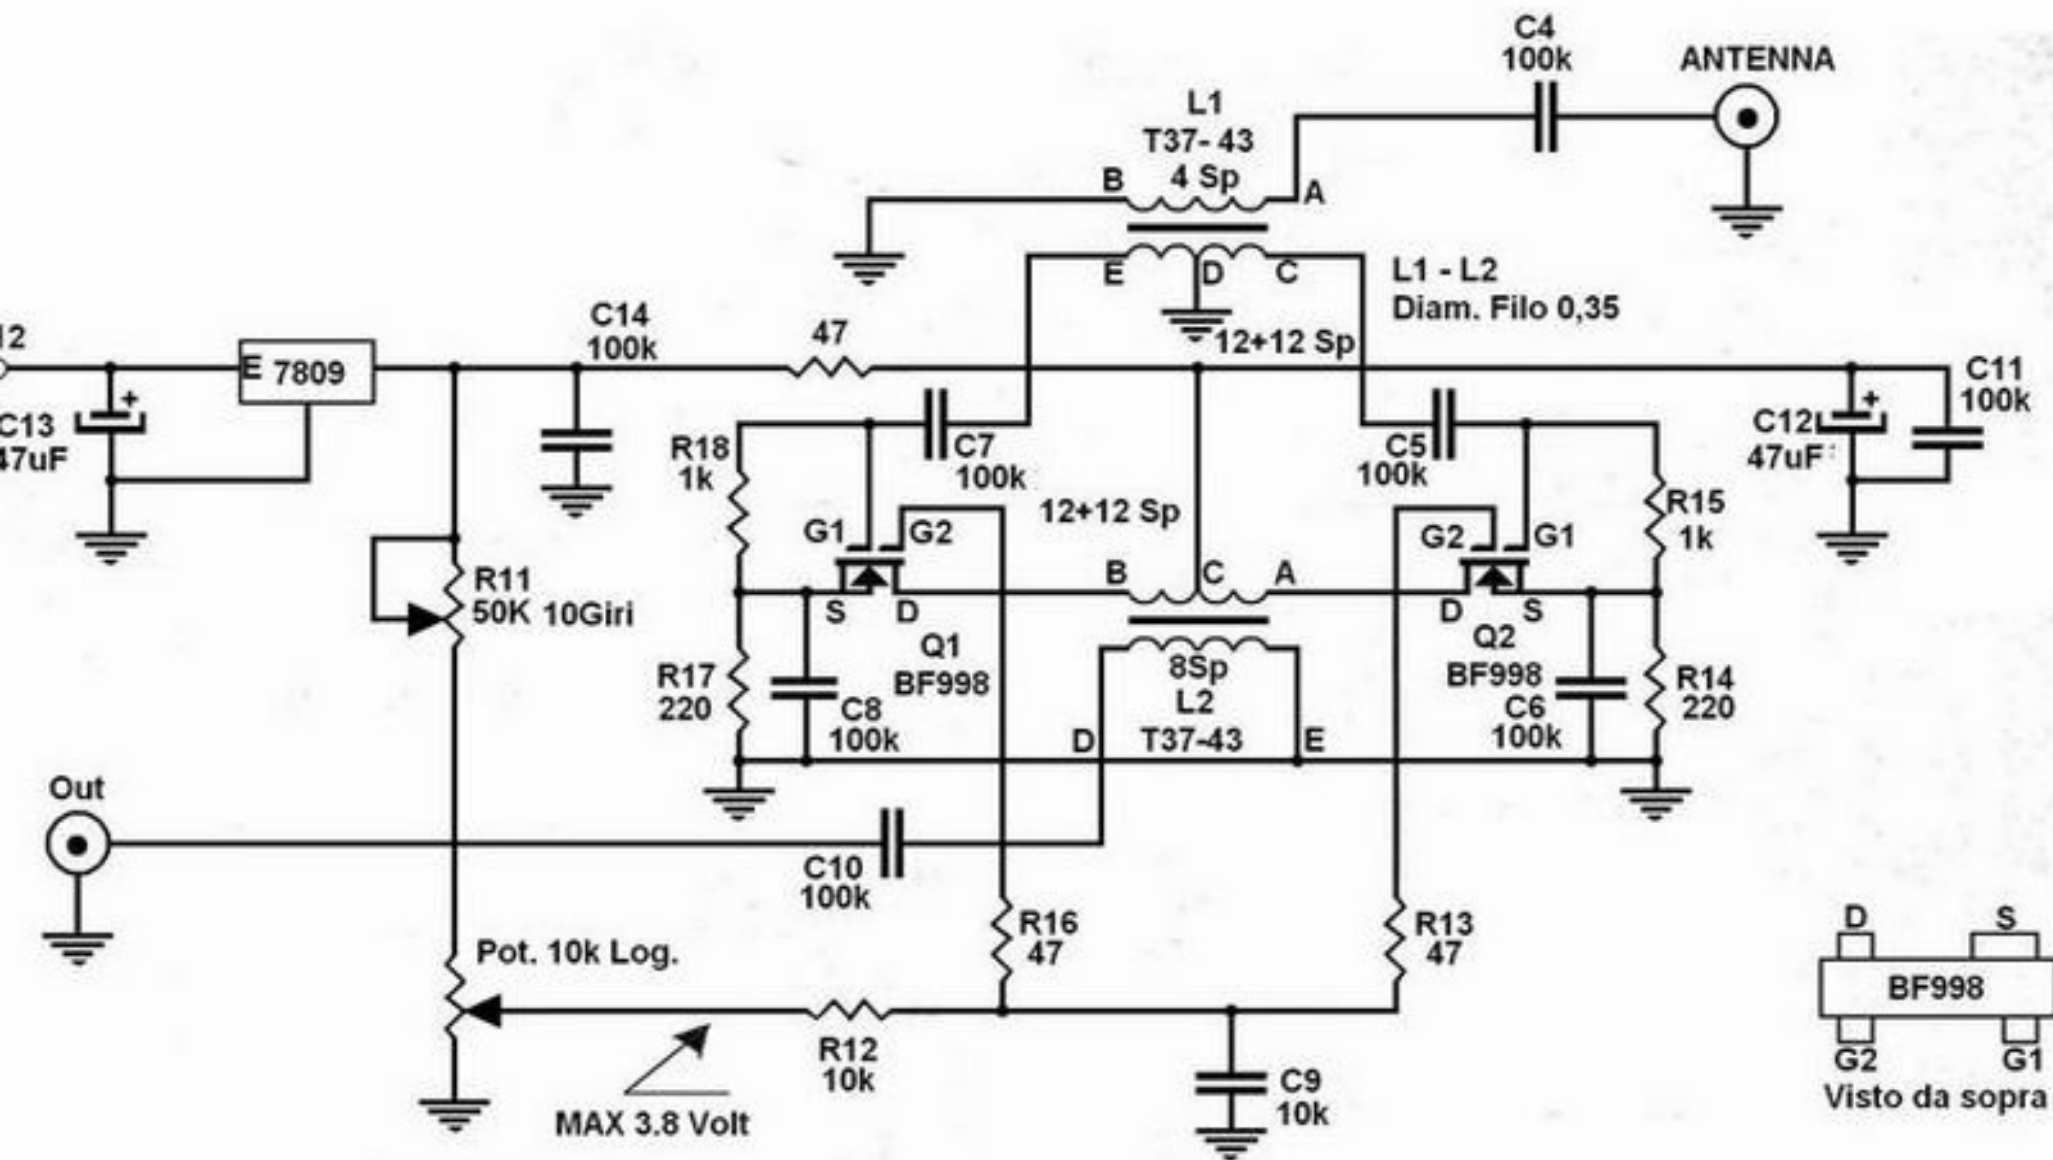 C4
100k
ANTENNA
L1
T37- 43
4 Sp
B
A
E
D
C
L1 - L2
Diam. Filo 0,35
12+12 Sp
12
E 7809
C14
100k
47
C13
47uF
+
R18
1k
C7
100k
C5
100k
C12
47uF
+
C11
100k
R15
1k
12+12 Sp
G1
G2
G2
G1
B
C
A
S
D
D
S
Q1
BF998
Q2
BF998
R11
50K 10Giri
R17
220
C8
100k
8Sp
L2
T37-43
D
E
C6
100k
R14
220
Out
C10
100k
R16
47
R13
47
Pot. 10k Log.
R12
10k
MAX 3.8 Volt
C9
10k
D
S
BF998
G2
G1
Visto da sopra